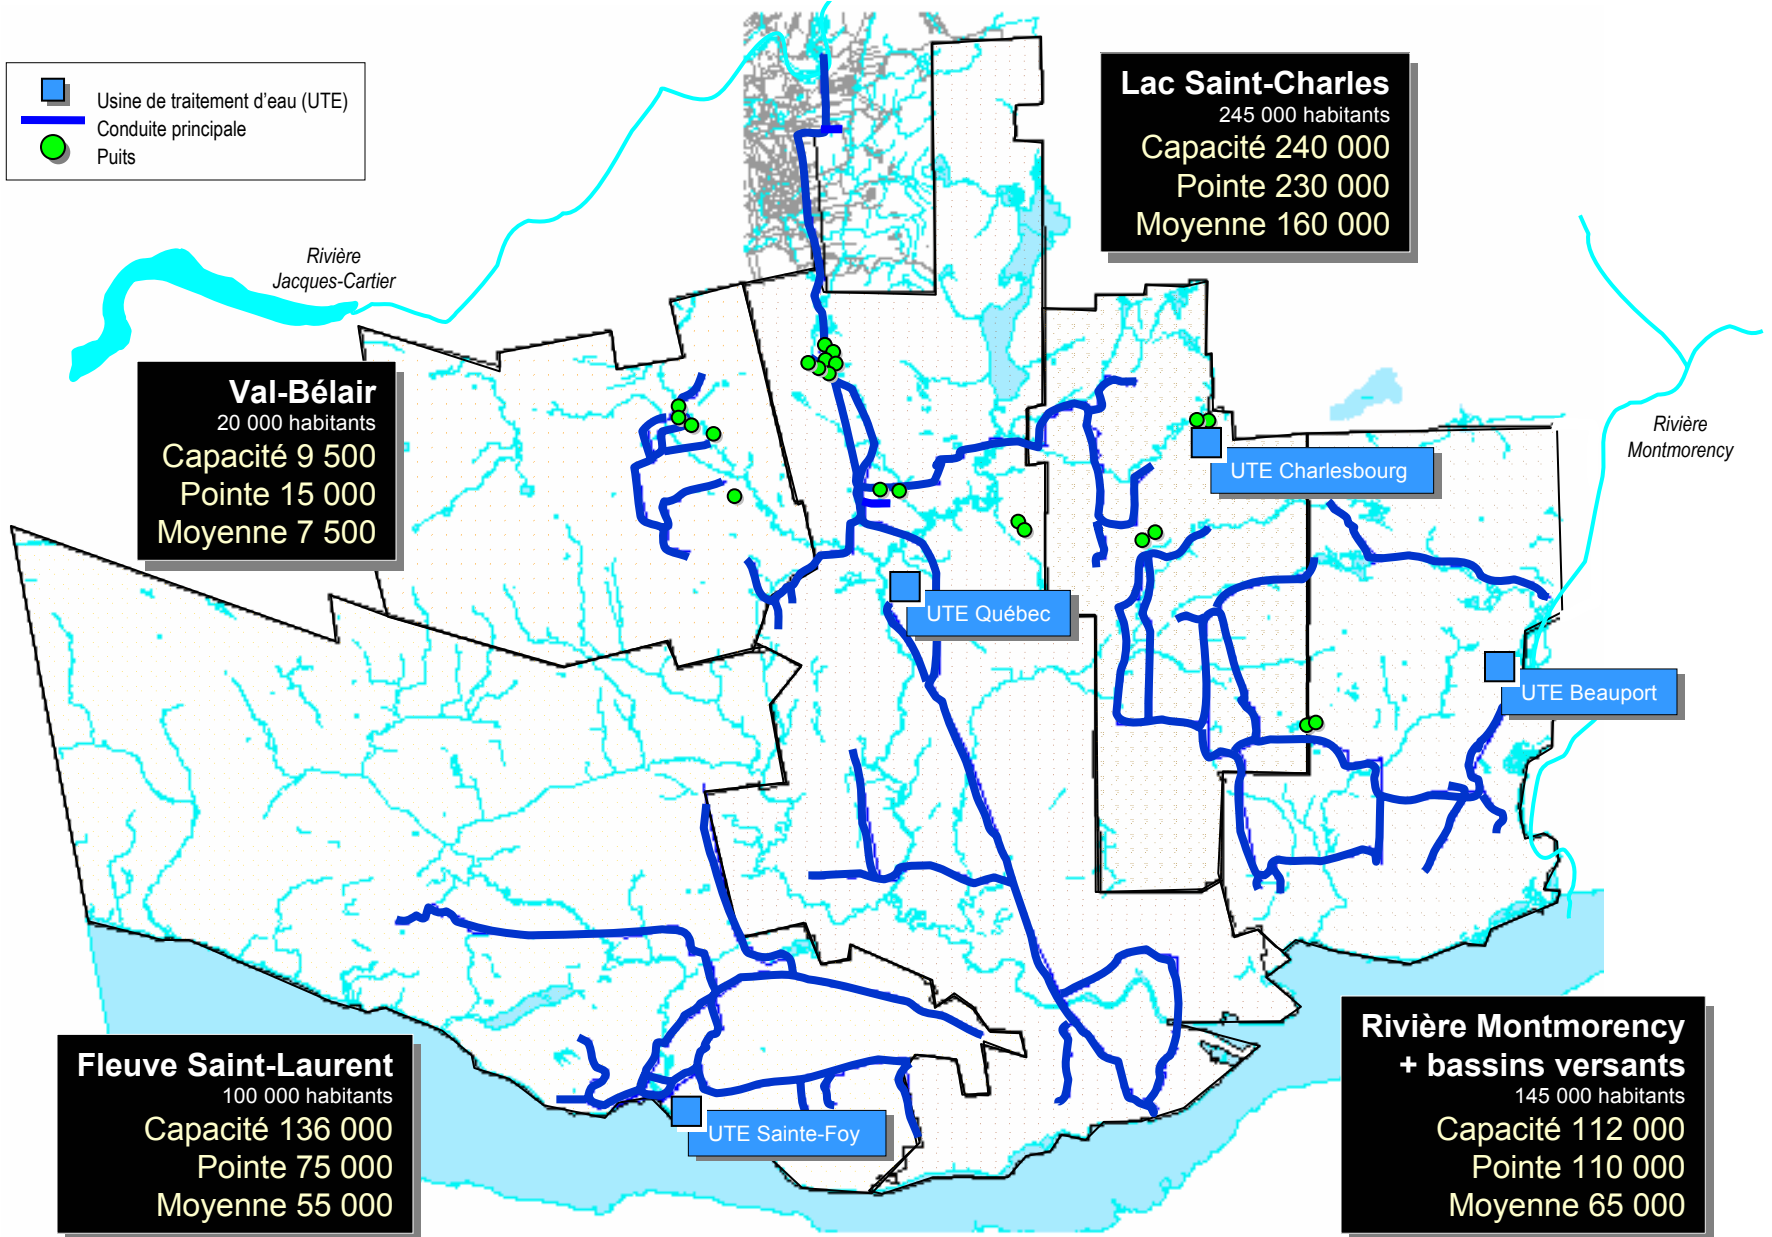 Usine de traitement d'eau (UTE)
Conduite principale
Puits
Lac Saint-Charles
245 000 habitants
Capacité 240 000
Pointe 230 000
Moyenne 160 000
Rivière
Jacques-Cartier
Val-Bélair
20 000 habitants
Capacité 9 500
Pointe 15 000
Moyenne 7 500
Rivière
Montmorency
UTE Charlesbourg
UTE Québec
UTE Beauport
Fleuve Saint-Laurent
100 000 habitants
Capacité 136 000
Pointe 75 000
Moyenne 55 000
UTE Sainte-Foy
Rivière Montmorency
+ bassins versants
145 000 habitants
Capacité 112 000
Pointe 110 000
Moyenne 65 000